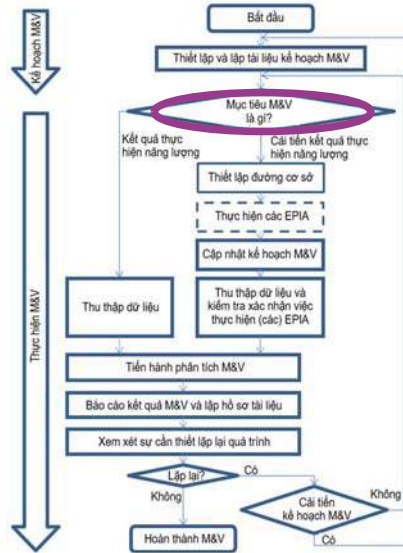 Kế hoạch M&V
Thực hiện M&V
Bắt đầu
Thiết lập và lập tài liệu kế hoạch M&V
Mục tiêu M&V
là gì?
Kết quả thực
hiện năng lượng
Cải tiến kết quả thực
hiện năng lượng
Thiết lập đường cơ sở
Thực hiện các EPIA
Cập nhật kế hoạch M&V
Thu thập dữ liệu
Thu thập dữ liệu và
kiểm tra xác nhận việc
thực hiện (các) EPIA
Tiến hành phân tích M&V
Báo cáo kết quả M&V và lập hồ sơ tài liệu
Xem xét sự cần thiết lập lại quá trình
Lặp lại?
Có
Không
Cải tiến
kế hoạch M&V
Không
Có
Hoàn thành M&V